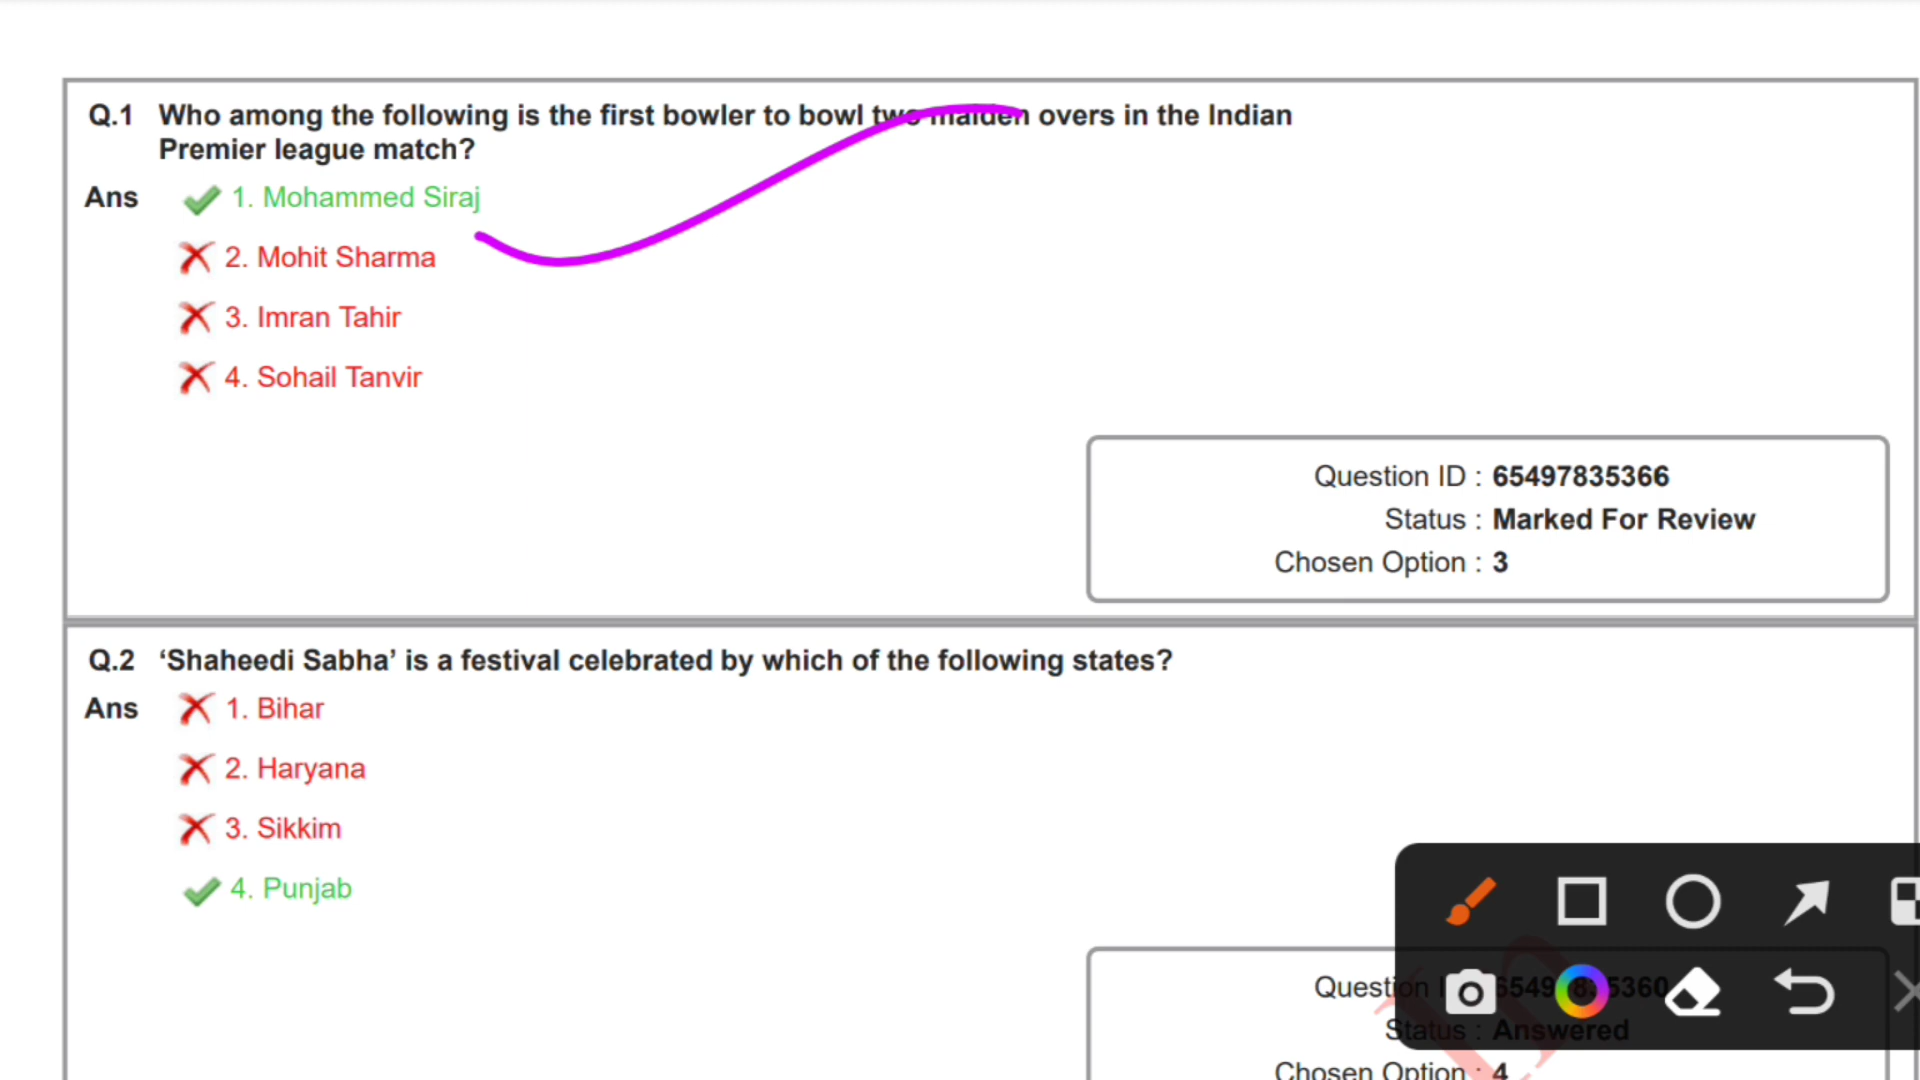 Q.1 Who among the following is the first bowler to bowl two maiden overs in the Indian
Premier league match?
Ans 1. Mohammed Siraj
2. Mohit Sharma
3. Imran Tahir
4. Sohail Tanvir
Question ID : 65497835366
Status : Marked For Review
Chosen Option : 3
Q.2 ‘Shaheedi Sabha’ is a festival celebrated by which of the following states?
Ans 1. Bihar
2. Haryana
3. Sikkim
4. Punjab
Question
Status : Answered
Chosen Option : 4